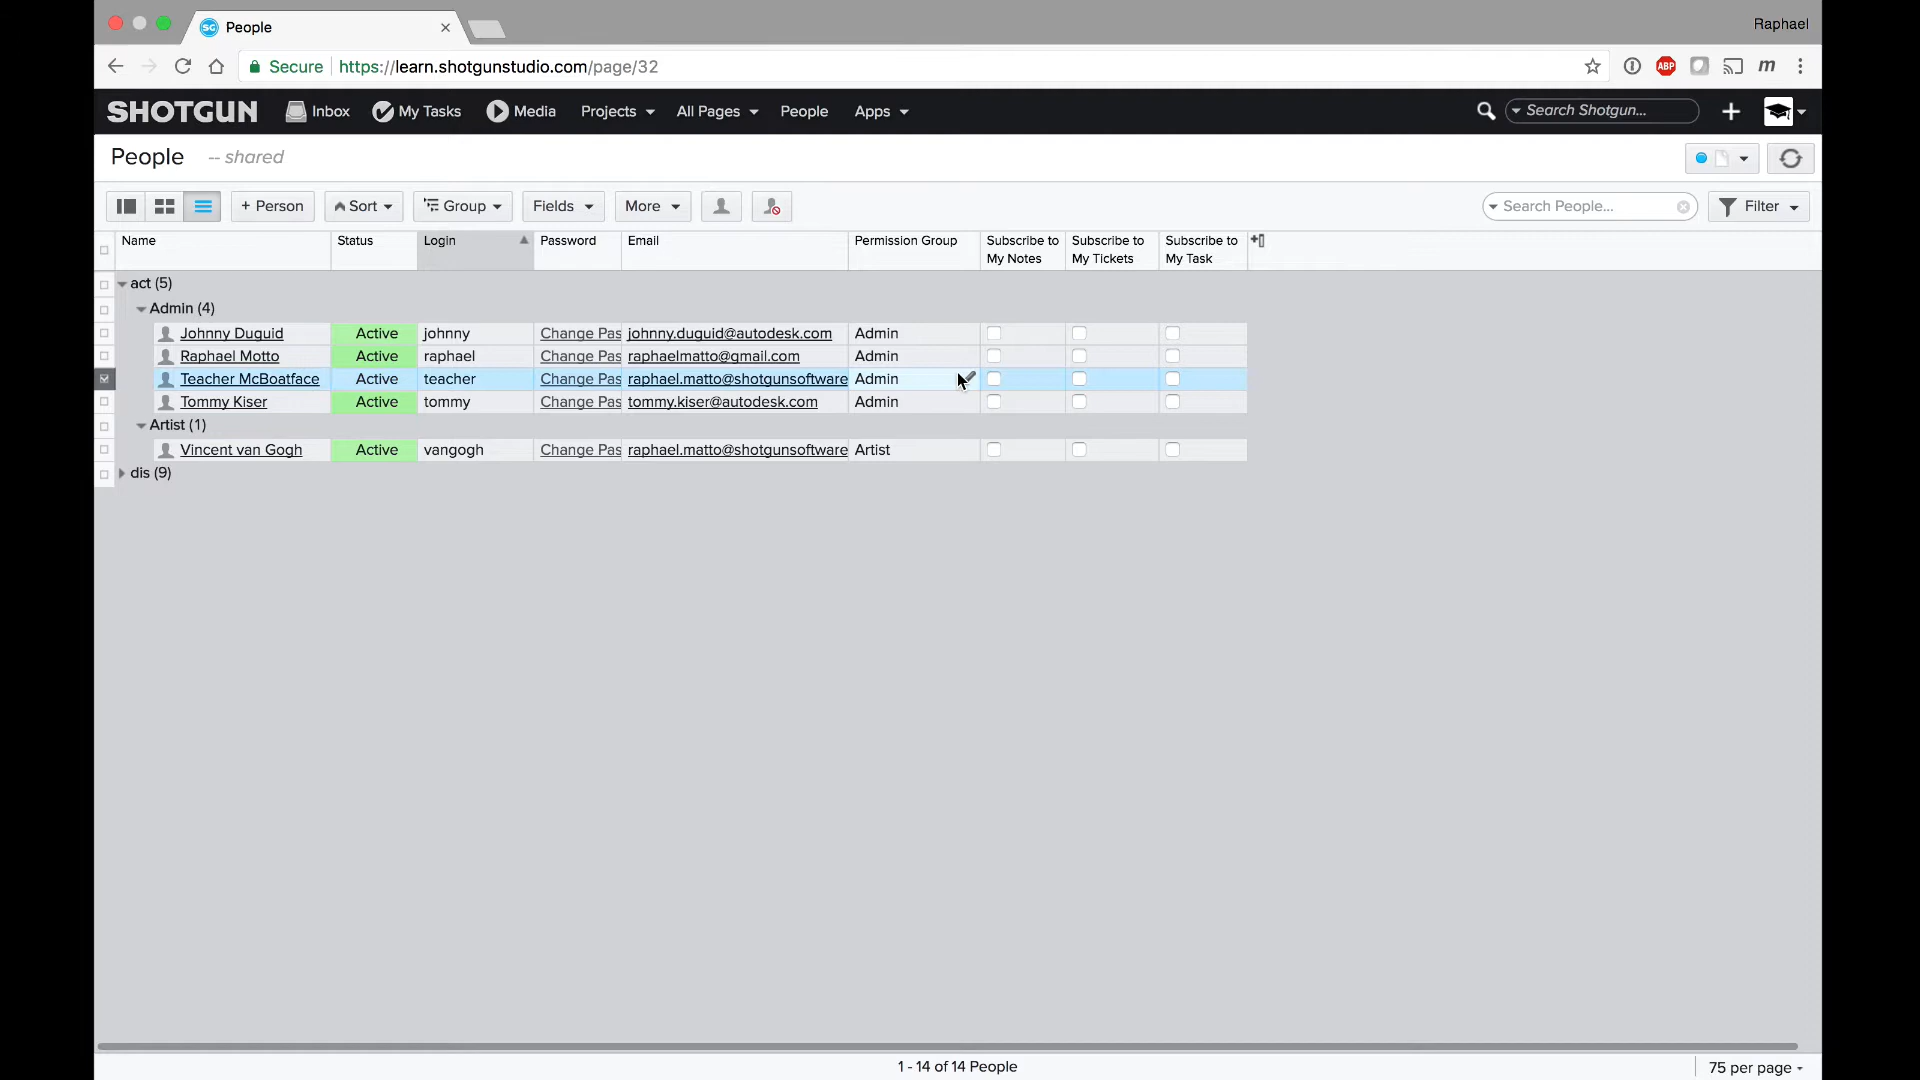 People
Raphael
Secure https://learn.shotgunstudio.com/page/32
ABP
m
SHOTGUN Inbox My Tasks Media Projects All Pages People Apps Search Shotgun...
People -- shared
+ Person Sort Group Fields More Search People... Filter
Name Status Login Password Email Permission Group Subscribe to My Notes Subscribe to My Tickets Subscribe to My Task
act (5)
Admin (4)
Johnny Duguid Active johnny Change Pas johnny.duguid@autodesk.com Admin
Raphael Motto Active raphael Change Pas raphaelmatto@gmail.com Admin
Teacher McBoatface Active teacher Change Pas raphael.matto@shotgunsoftware Admin
Tommy Kiser Active tommy Change Pas tommy.kiser@autodesk.com Admin
Artist (1)
Vincent van Gogh Active vangogh Change Pas raphael.matto@shotgunsoftware Artist
dis (9)
1 - 14 of 14 People
75 per page